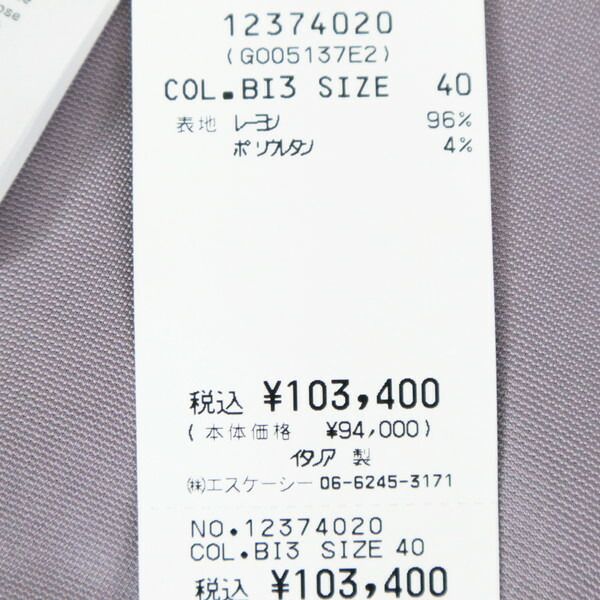 ose
12374020
(G005137E2)
COL.BI3 SIZE 40
表地 レーヨン 96%
ポリウレタン 4%
税込 ¥103,400
(本体価格 ¥94,000)
イタリア 製
㈱エスケーシー 06-6245-3171
NO.12374020
COL.BI3 SIZE 40
税込 ¥103,400